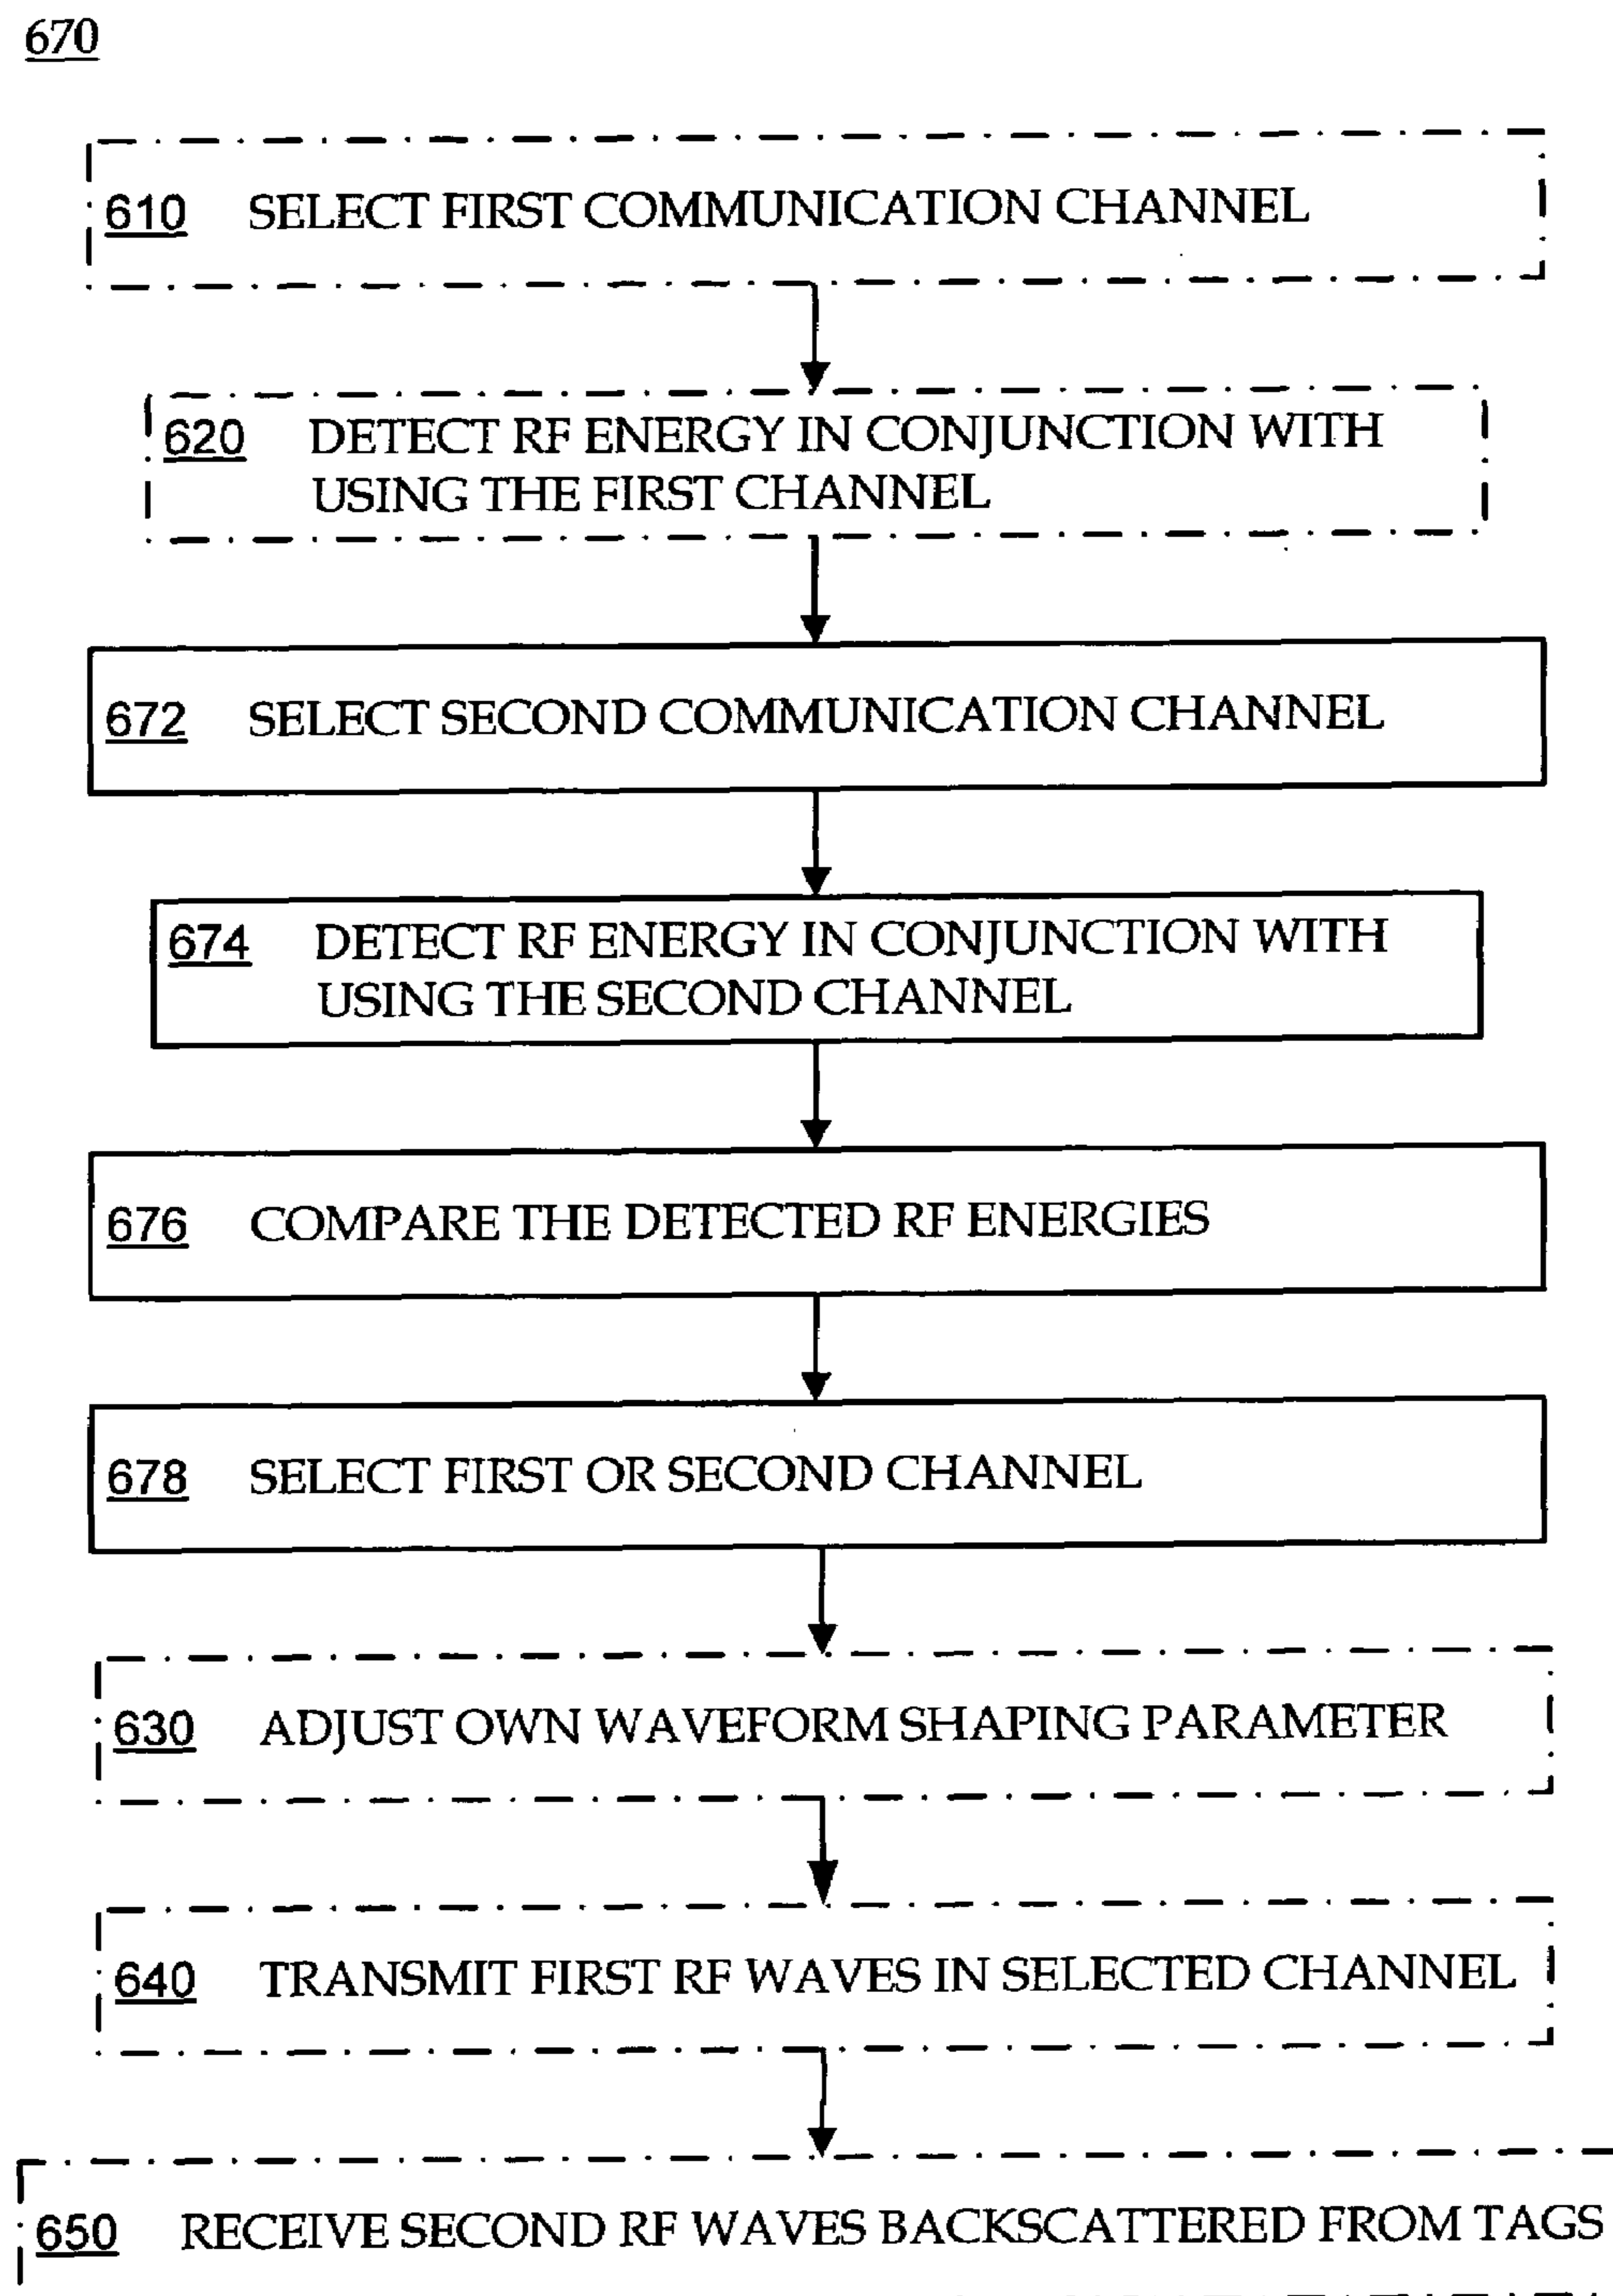 670
610 SELECT FIRST COMMUNICATION CHANNEL
620 DETECT RF ENERGY IN CONJUNCTION WITH
USING THE FIRST CHANNEL
672 SELECT SECOND COMMUNICATION CHANNEL
674 DETECT RF ENERGY IN CONJUNCTION WITH
USING THE SECOND CHANNEL
676 COMPARE THE DETECTED RF ENERGIES
678 SELECT FIRST OR SECOND CHANNEL
630 ADJUST OWN WAVEFORM SHAPING PARAMETER
640 TRANSMIT FIRST RF WAVES IN SELECTED CHANNEL
650 RECEIVE SECOND RF WAVES BACKSCATTERED FROM TAGS